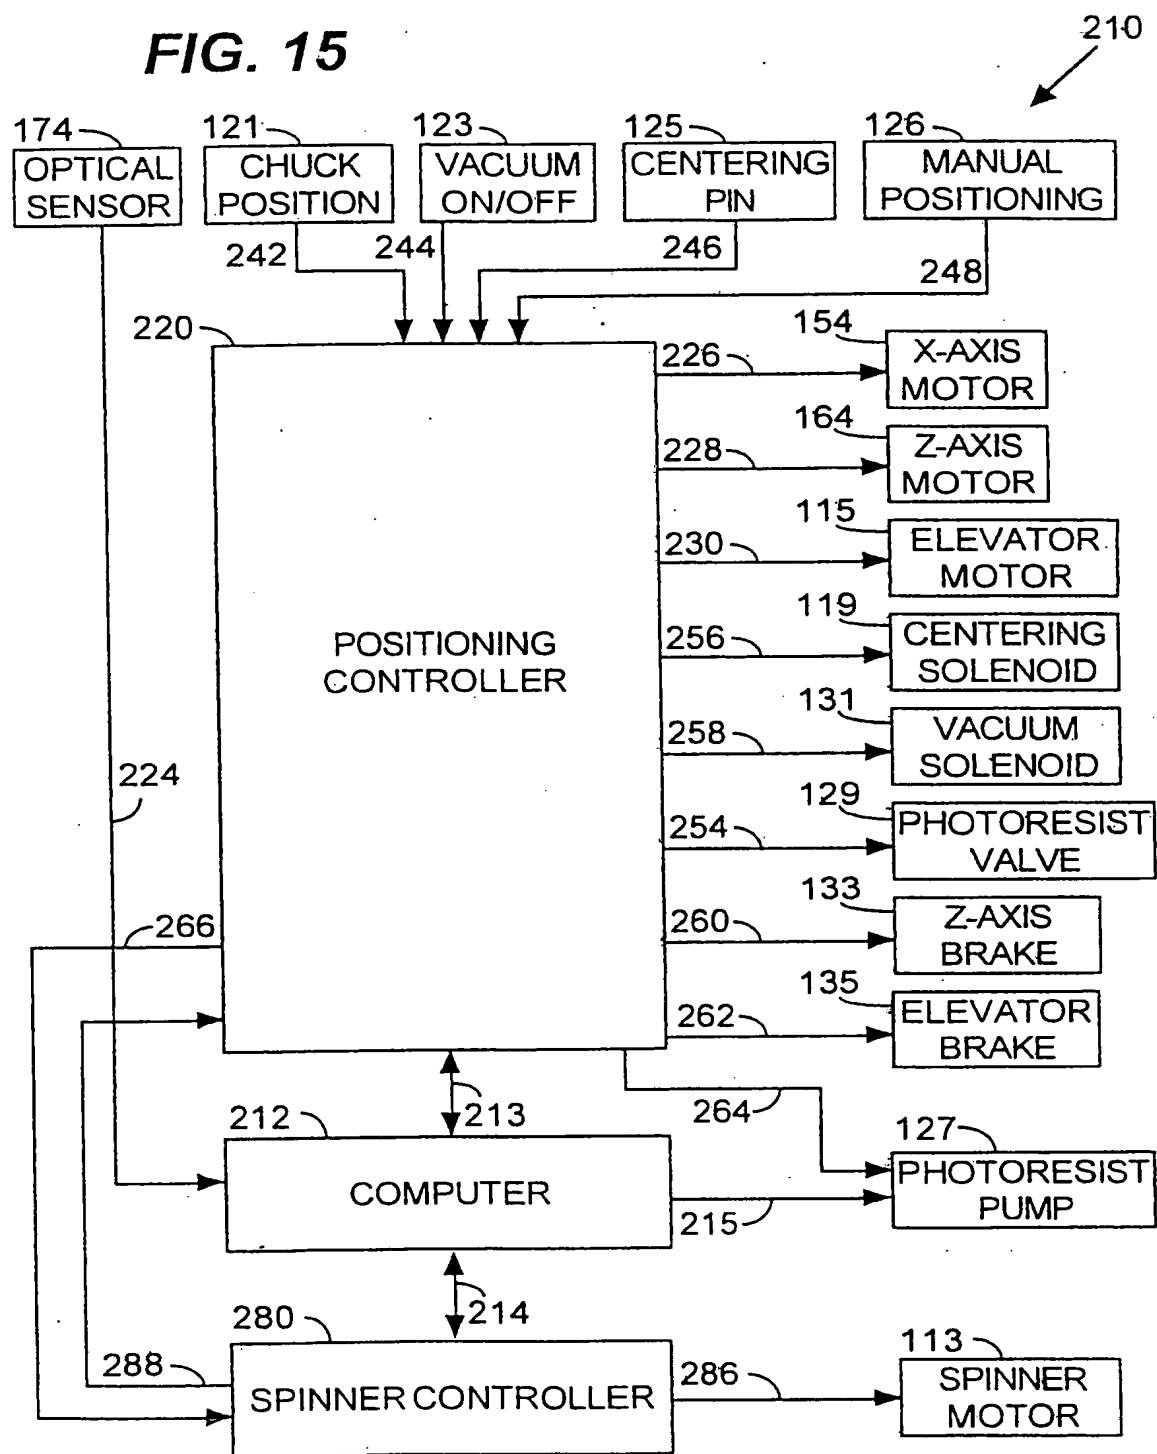 FIG. 15
210
174 121 123 125 126
OPTICAL SENSOR
CHUCK POSITION
VACUUM ON/OFF
CENTERING PIN
MANUAL POSITIONING
242 244 246 248
220
226
154
X-AXIS
MOTOR
228
164
Z-AXIS
MOTOR
230
115
ELEVATOR
MOTOR
256
119
CENTERING
SOLENOID
POSITIONING
CONTROLLER
258
131
VACUUM
SOLENOID
224
254
129
PHOTORESIST
VALVE
266
260
133
Z-AXIS
BRAKE
262
135
ELEVATOR
BRAKE
213
264
212
COMPUTER
215
127
PHOTORESIST
PUMP
214
280
288
SPINNER CONTROLLER
286
113
SPINNER
MOTOR